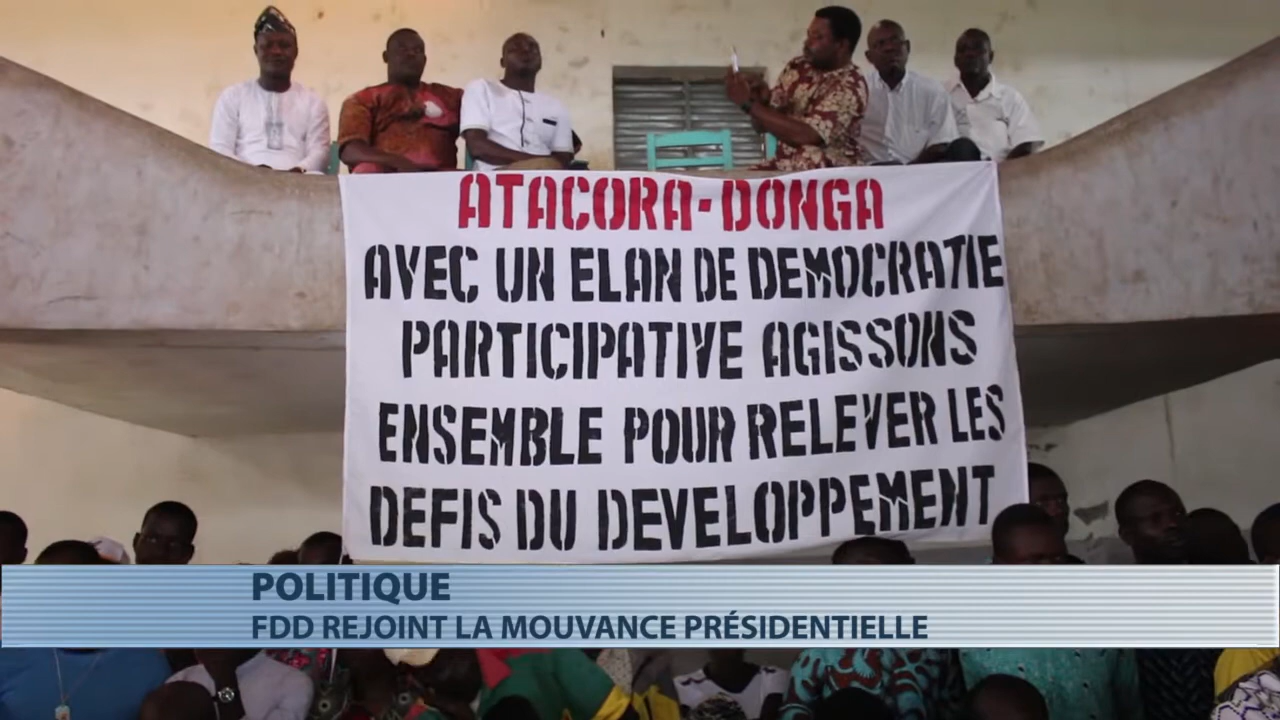 ATACORA-DONGA
AVEC UN ELAN DE DEMOCRATIE
PARTICIPATIVE AGISSONS
ENSEMBLE POUR RELEVER LES
DEFIS DU DEVELOPPEMENT
POLITIQUE
FDD REJOINT LA MOUVANCE PRÉSIDENTIELLE